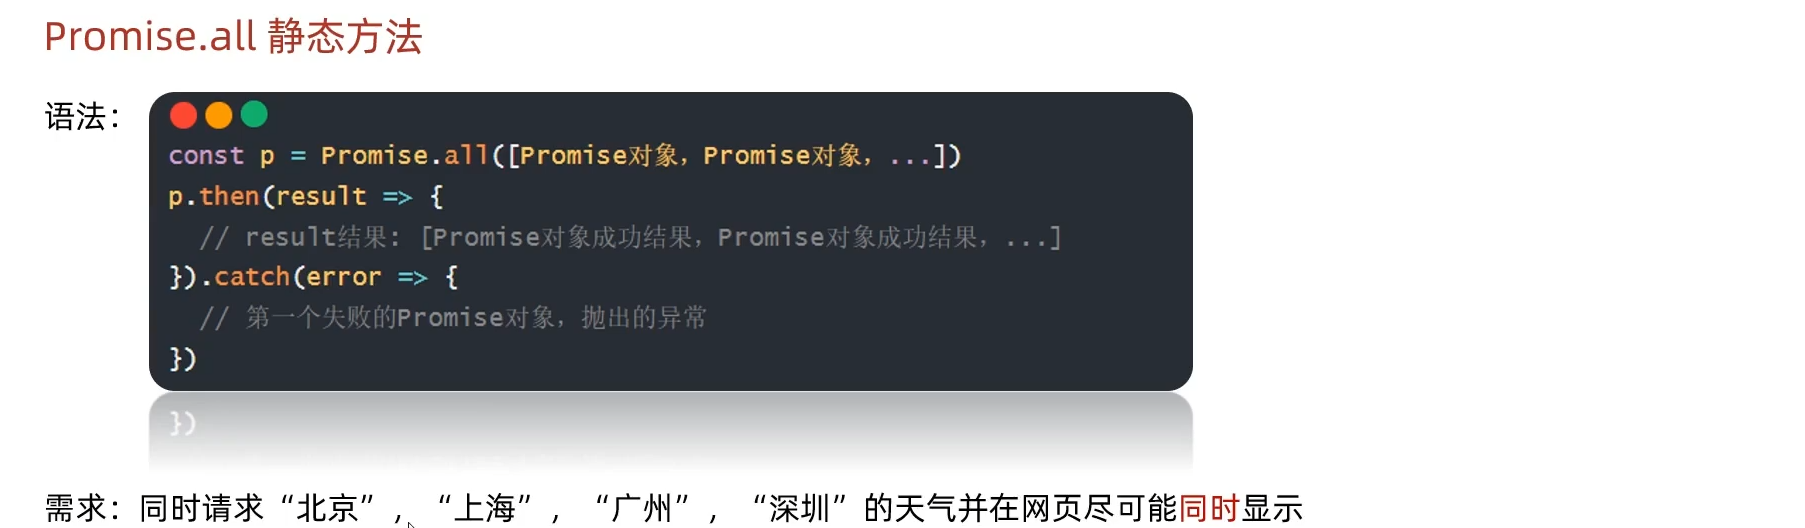 Promise.all 静态方法
语法：
const p = Promise.all([Promise对象, Promise对象, ...])
p.then(result => {
  // result结果: [Promise对象成功结果, Promise对象成功结果, ...]
}).catch(error => {
  // 第一个失败的Promise对象, 抛出的异常
})
})
需求：同时请求“北京”，“上海”，“广州”，“深圳”的天气并在网页尽可能同时显示